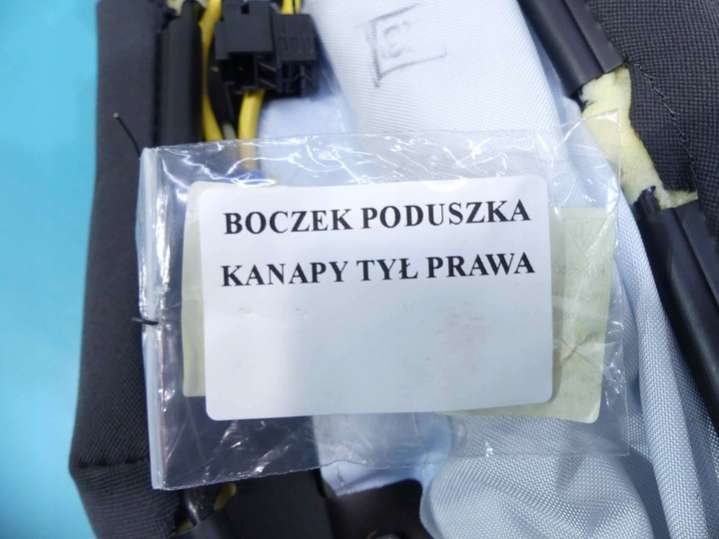 BOCZEK PODUSZKA
KANAPY TYŁ PRAWA